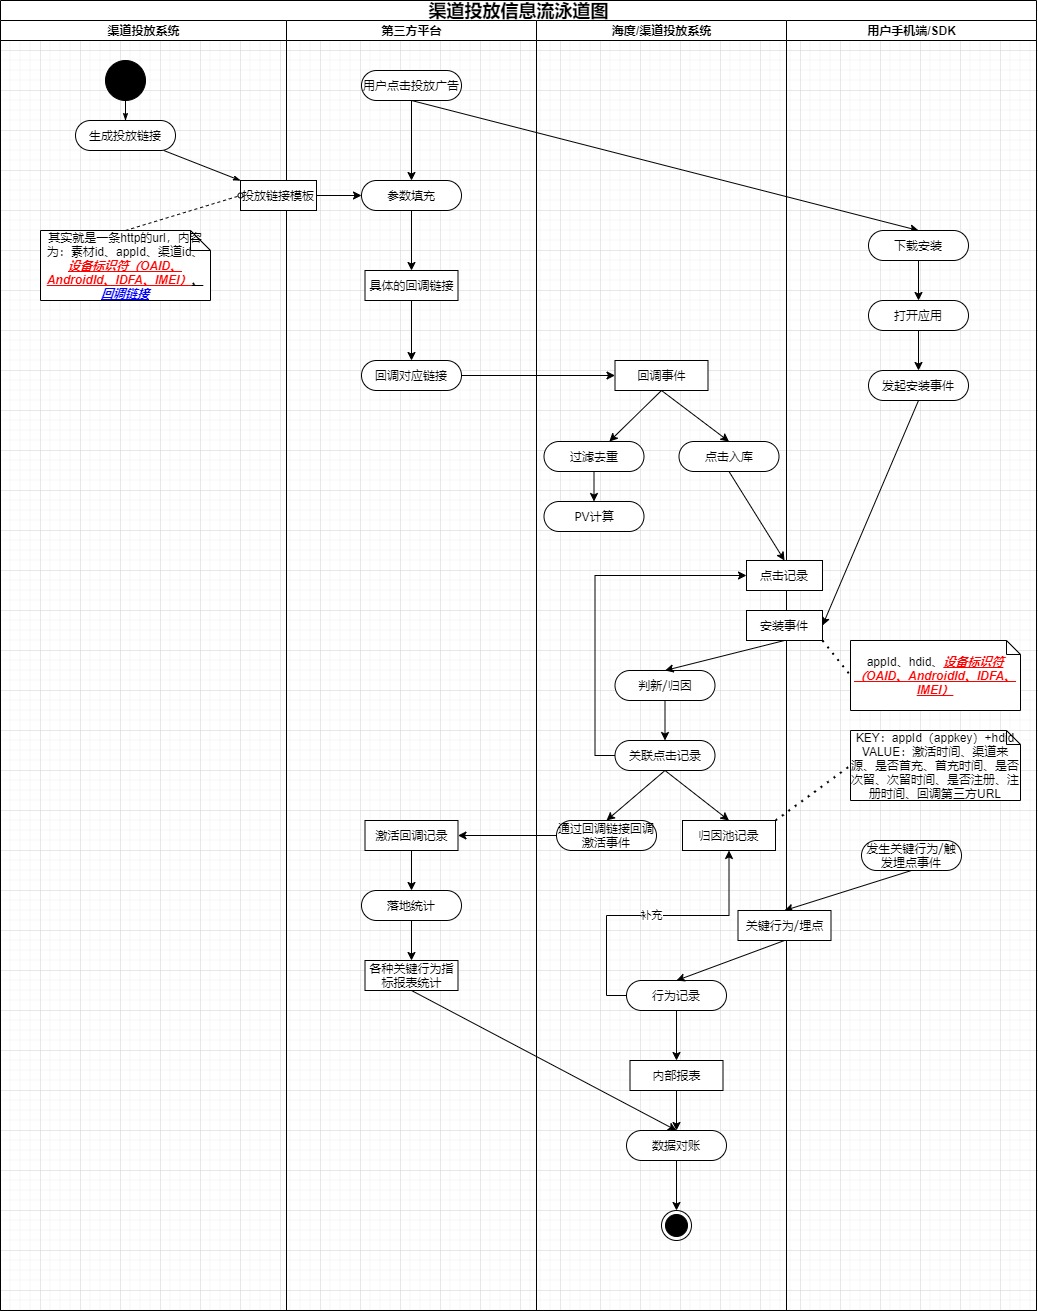 渠道投放信息流泳道图
渠道投放系统
第三方平台
海度/渠道投放系统
用户手机端/SDK
用户点击投放广告
生成投放链接
投放链接模板
参数填充
其实就是一条http的url，内容
为：素材id、appId、渠道id、
设备标识符（OAID、
AndroidId、IDFA、IMEI）、
回调链接
下载安装
具体的回调链接
打开应用
回调对应链接
回调事件
发起安装事件
过滤去重
点击入库
PV计算
点击记录
安装事件
appId、hdid、设备标识符
（OAID、AndroidId、IDFA、
IMEI）
判新/归因
关联点击记录
KEY：appId（appkey）+hdid
VALUE：激活时间、渠道来
源、是否首充、首充时间、是否
次留、次留时间、是否注册、注
册时间、回调第三方URL
激活回调记录
通过回调链接回调
激活事件
归因池记录
发生关键行为/触
发埋点事件
落地统计
补充
关键行为/埋点
各种关键行为指
标报表统计
行为记录
内部报表
数据对账